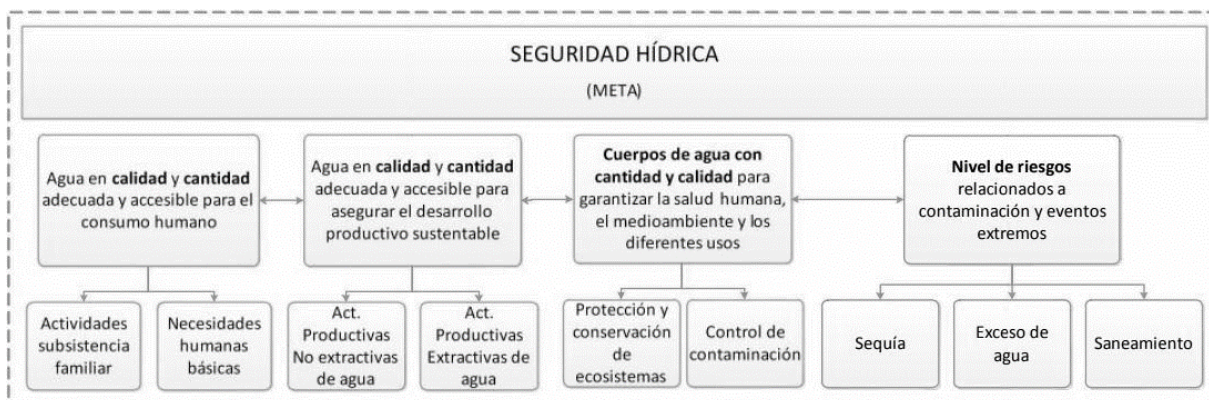 SEGURIDAD HÍDRICA
(META)
Agua en calidad y cantidad
adecuada y accesible para el
consumo humano
Agua en calidad y cantidad
adecuada y accesible para
asegurar el desarrollo
productivo sustentable
Cuerpos de agua con
cantidad y calidad para
garantizar la salud humana,
el medioambiente y los
diferentes usos
Nivel de riesgos
relacionados a
contaminación y eventos
extremos
Actividades
subsistencia
familiar
Necesidades
humanas
básicas
Act.
Productivas
No extractivas
de agua
Act.
Productivas
Extractivas de
agua
Protección y
conservación
de
ecosistemas
Control de
contaminación
Sequía
Exceso de
agua
Saneamiento